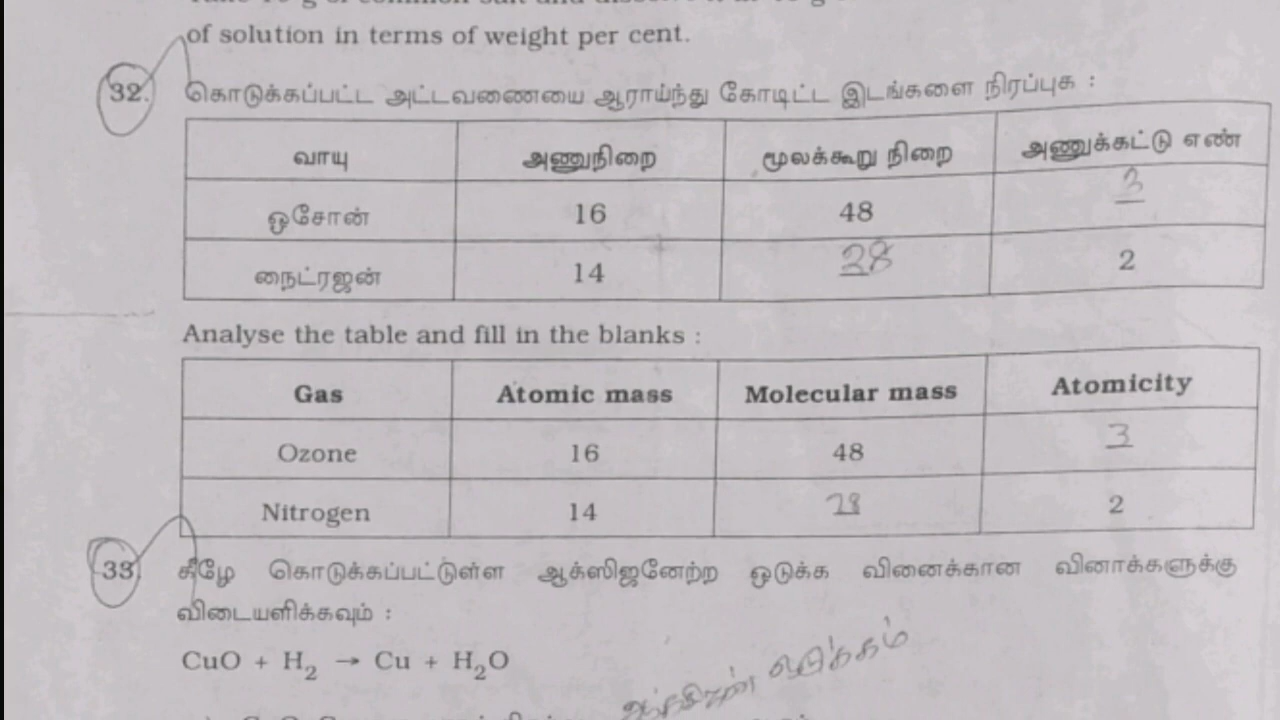 of solution in terms of weight per cent.
32. கொடுக்கப்பட்ட அட்டவணையை ஆராய்ந்து கோடிட்ட இடங்களை நிரப்புக :
வாயு அணுநிறை மூலக்கூறு நிறை அணுக்கட்டு எண்
ஓசோன் 16 48 3
நைட்ரஜன் 14 28 2
Analyse the table and fill in the blanks :
Gas Atomic mass Molecular mass Atomicity
Ozone 16 48 3
Nitrogen 14 28 2
33. கீழே கொடுக்கப்பட்டுள்ள ஆக்ஸிஜனேற்ற ஒடுக்க வினைக்கான வினாக்களுக்கு
விடையளிக்கவும் :
CuO + H₂ → Cu + H₂O